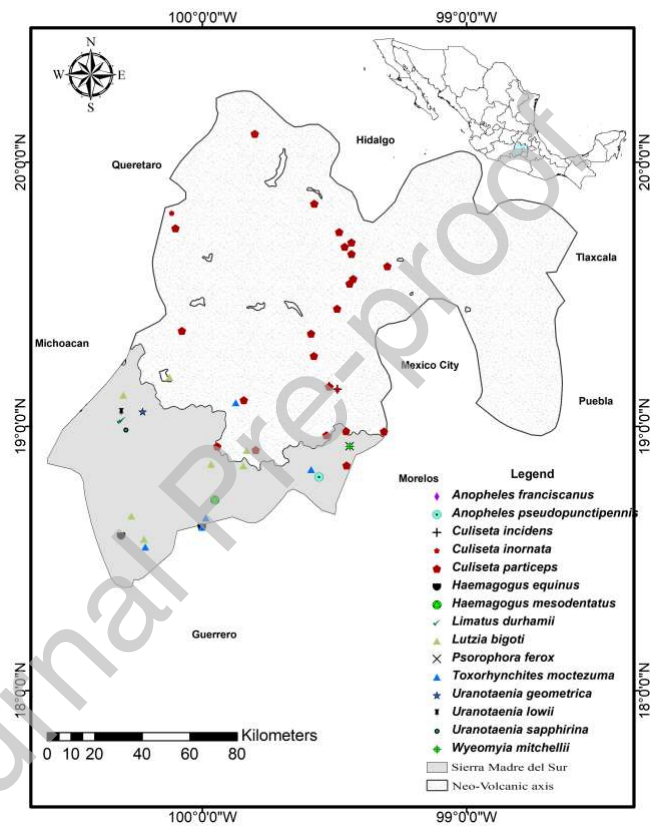 100°0'0"W 99°0'0"W
N
W E
S
Hidalgo
20°0'0"N 20°0'0"N
Queretaro
Tlaxcala
Michoacan
Mexico City
Puebla
19°0'0"N 19°0'0"N
Morelos
Legend
Anopheles franciscanus
Anopheles pseudopunctipennis
Culiseta incidens
Culiseta inornata
Culiseta particeps
Haemagogus equinus
Haemagogus mesodentatus
Limatus durhamii
Lutzia bigoti
Psorophora ferox
Toxorhynchites moctezuma
Uranotaenia geometrica
Uranotaenia lowii
Uranotaenia sapphirina
Wyeomyia mitchellii
Sierra Madre del Sur
Neo-Volcanic axis
Guerrero
18°0'0"N 18°0'0"N
Kilometers
0 10 20 40 60 80
100°0'0"W 99°0'0"W
urnal Pre-proof